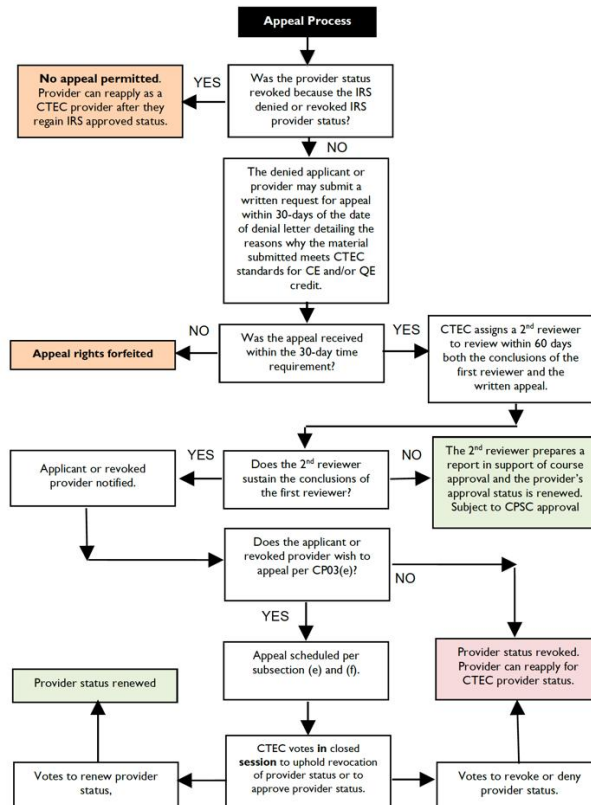 Appeal Process
No appeal permitted.
Provider can reapply as a
CTEC provider after they
regain IRS approved status.
YES
Was the provider status
revoked because the IRS
denied or revoked IRS
provider status?
NO
The denied applicant or
provider may submit a
written request for appeal
within 30-days of the date
of denial letter detailing the
reasons why the material
submitted meets CTEC
standards for CE and/or QE
credit.
Appeal rights forfeited
NO
Was the appeal received
within the 30-day time
requirement?
YES
CTEC assigns a 2nd reviewer
to review within 60 days
both the conclusions of the
first reviewer and the
written appeal.
Applicant or revoked
provider notified.
YES
Does the 2nd reviewer
sustain the conclusions
of the first reviewer?
NO
The 2nd reviewer prepares a
report in support of course
approval and the provider's
approval status is renewed.
Subject to CPSC approval
Does the applicant or
revoked provider wish to
appeal per CP03(e)?
NO
YES
Provider status renewed
Appeal scheduled per
subsection (e) and (f).
Provider status revoked.
Provider can reapply for
CTEC provider status.
Votes to renew provider
status,
CTEC votes in closed
session to uphold revocation
of provider status or to
approve provider status.
Votes to revoke or deny
provider status.